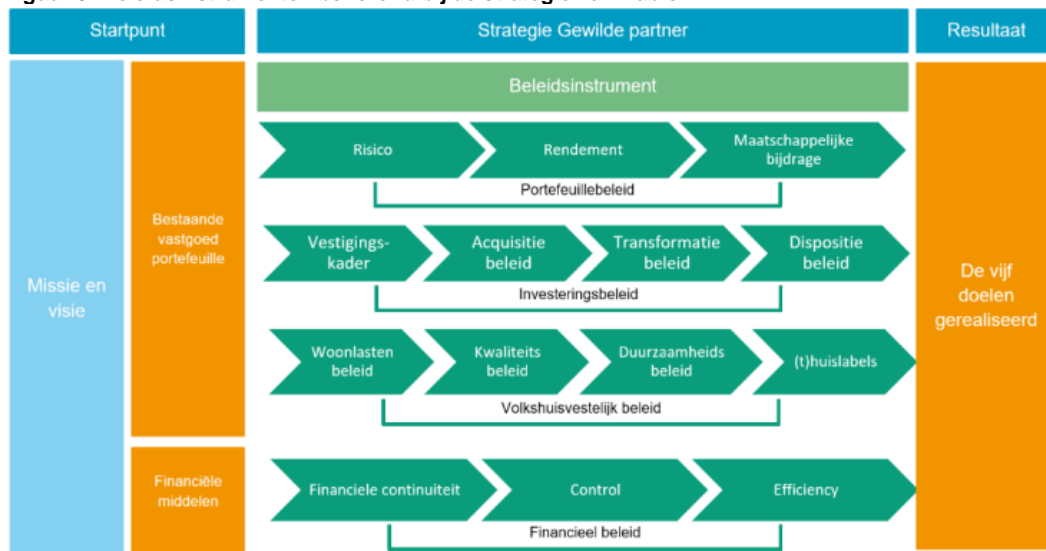 Startpunt
Strategie Gewilde partner
Resultaat
Missie en
visie
Bestaande
vastgoed
portefeuille
Financiële
middelen
Beleidsinstrument
Risico
Rendement
Maatschappelijke
bijdrage
Portefeuillebeleid
Vestigings-
kader
Acquisitie
beleid
Transformatie
beleid
Dispositie
beleid
Investeringsbeleid
Woonlasten
beleid
Kwaliteits
beleid
Duurzaamheids
beleid
(t)huislabels
Volkshuisvestelijk beleid
Financiele continuiteit
Control
Efficiency
Financieel beleid
De vijf
doelen
gerealiseerd